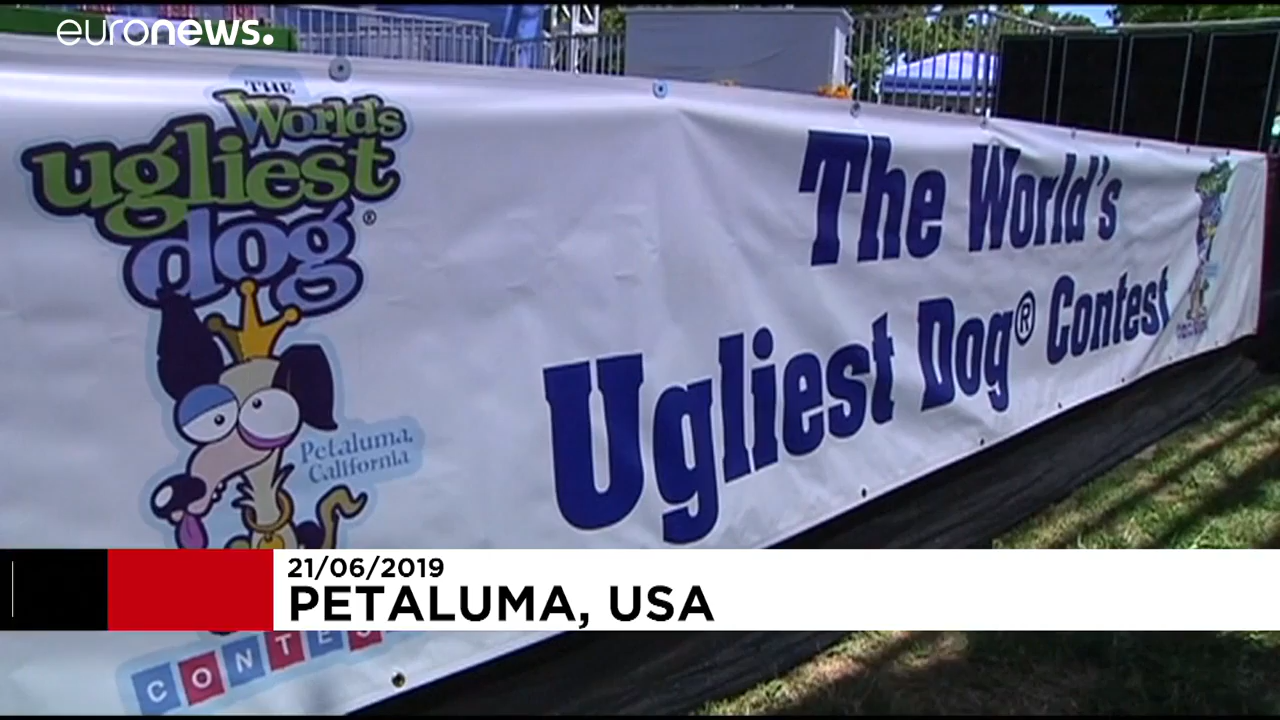 euronews.
THE
World's
ugliest
dog®
Petaluma,
California
The World's
Ugliest Dog® Contest
21/06/2019
PETALUMA, USA